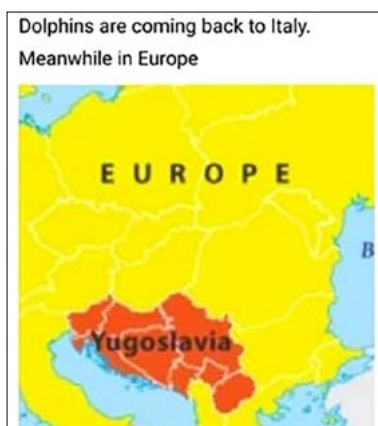 Dolphins are coming back to Italy.
Meanwhile in Europe
EUROPE
B
Yugoslavia